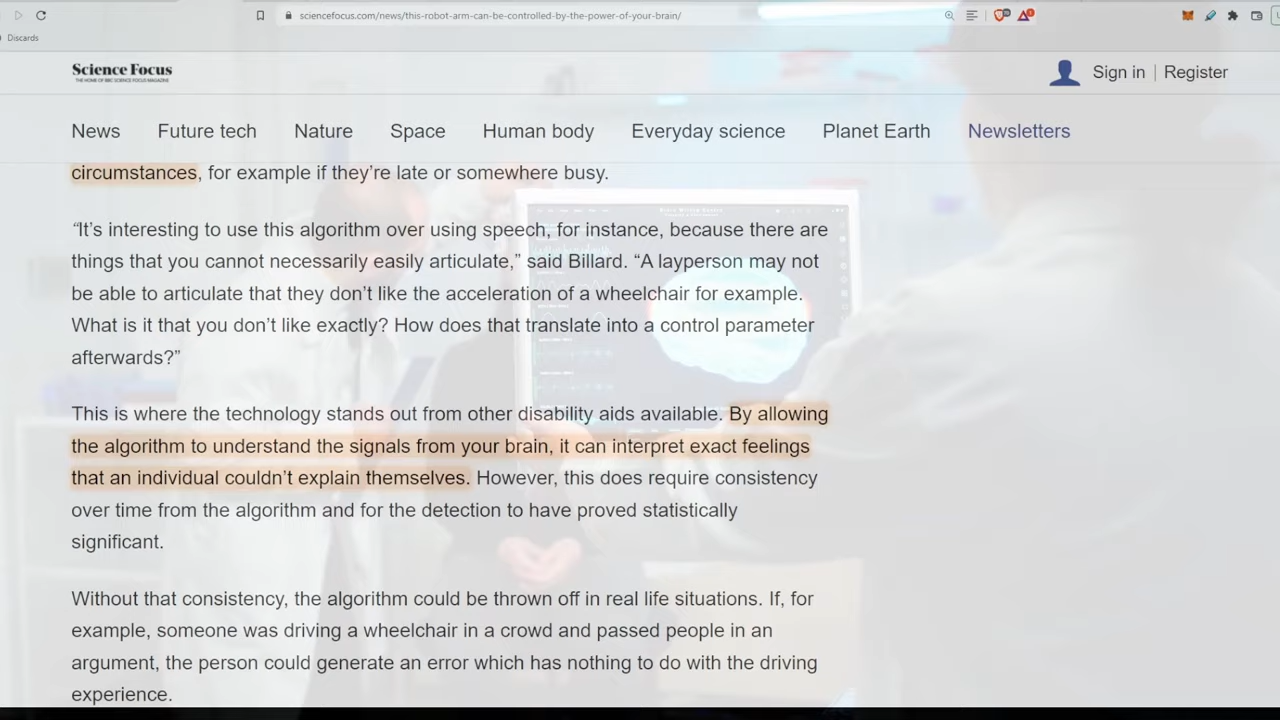 sciencefocus.com/news/this-robot-arm-can-be-controlled-by-the-power-of-your-brain/
Discards
Science Focus
THE HOME OF BBC SCIENCE FOCUS MAGAZINE
Sign in | Register
News Future tech Nature Space Human body Everyday science Planet Earth Newsletters
circumstances, for example if they’re late or somewhere busy.
“It’s interesting to use this algorithm over using speech, for instance, because there are
things that you cannot necessarily easily articulate,” said Billard. “A layperson may not
be able to articulate that they don’t like the acceleration of a wheelchair for example.
What is it that you don’t like exactly? How does that translate into a control parameter
afterwards?”
This is where the technology stands out from other disability aids available. By allowing
the algorithm to understand the signals from your brain, it can interpret exact feelings
that an individual couldn’t explain themselves. However, this does require consistency
over time from the algorithm and for the detection to have proved statistically
significant.
Without that consistency, the algorithm could be thrown off in real life situations. If, for
example, someone was driving a wheelchair in a crowd and passed people in an
argument, the person could generate an error which has nothing to do with the driving
experience.